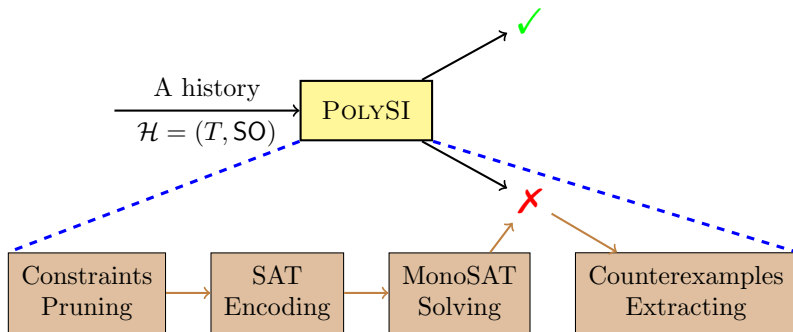 A history
H = (T, SO)
POLYSI
✓
✗
Constraints
Pruning
SAT
Encoding
MonoSAT
Solving
Counterexamples
Extracting